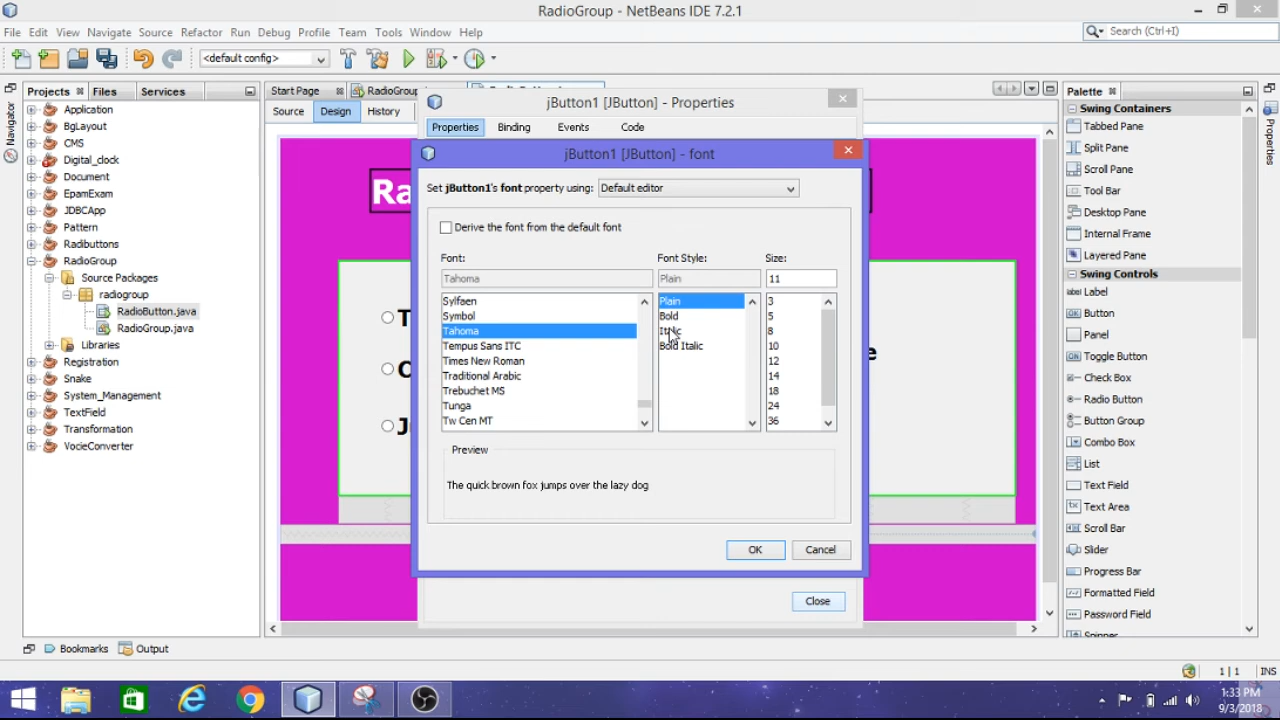 RadioGroup - NetBeans IDE 7.2.1
File Edit View Navigate Source Refactor Run Debug Profile Team Tools Window Help
Search (Ctrl+I)
<default config>
Projects Files Services
Start Page
Palette
Source Design History
Navigator
Properties
Application
BgLayout
CMS
Digital_clock
Document
EpamExam
JDBCApp
Pattern
Radibuttons
RadioGroup
Source Packages
radiogroup
RadioButton.java
RadioGroup.java
Libraries
Registration
Snake
System_Management
TextField
Transformation
VocieConverter
jButton1 [JButton] - Properties
Properties Binding Events Code
jButton1 [JButton] - font
Set jButton1's font property using: Default editor
Derive the font from the default font
Font: Font Style: Size:
Tahoma Plain 11
Sylfaen
Symbol
Tahoma
Tempus Sans ITC
Times New Roman
Traditional Arabic
Trebuchet MS
Tunga
Tw Cen MT
Plain
Bold
Italic
Bold Italic
3
5
8
10
12
14
18
24
36
Preview
The quick brown fox jumps over the lazy dog
OK Cancel
Close
Swing Containers
Tabbed Pane
Split Pane
Scroll Pane
Tool Bar
Desktop Pane
Internal Frame
Layered Pane
Swing Controls
Label
Button
Panel
Toggle Button
Check Box
Radio Button
Button Group
Combo Box
List
Text Field
Text Area
Scroll Bar
Slider
Progress Bar
Formatted Field
Password Field
Spinner
Bookmarks Output
1 | 1 INS
1:33 PM
9/3/2018